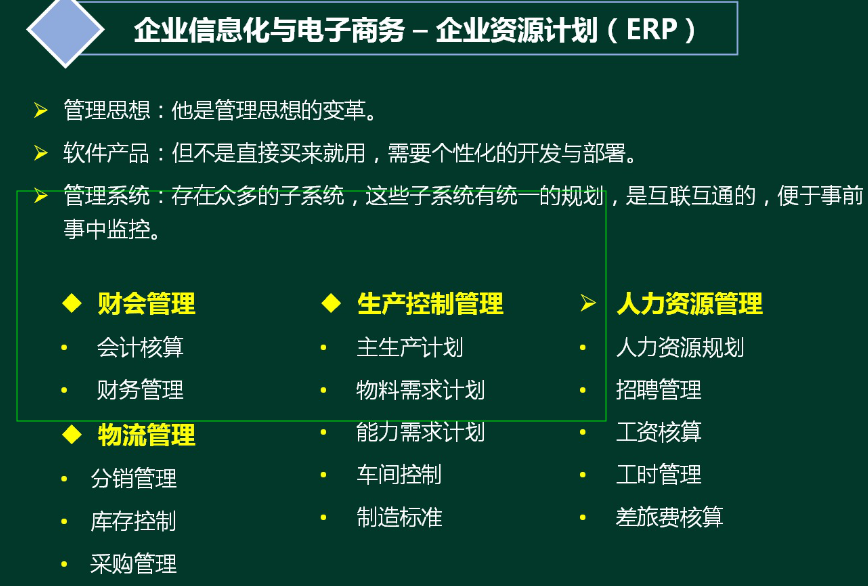 企业信息化与电子商务 – 企业资源计划（ERP）
管理思想：他是管理思想的变革。
软件产品：但不是直接买来就用，需要个性化的开发与部署。
管理系统：存在众多的子系统，这些子系统有统一的规划，是互联互通的，便于事前
事中监控。
财会管理
会计核算
财务管理
物流管理
分销管理
库存控制
采购管理
生产控制管理
主生产计划
物料需求计划
能力需求计划
车间控制
制造标准
人力资源管理
人力资源规划
招聘管理
工资核算
工时管理
差旅费核算